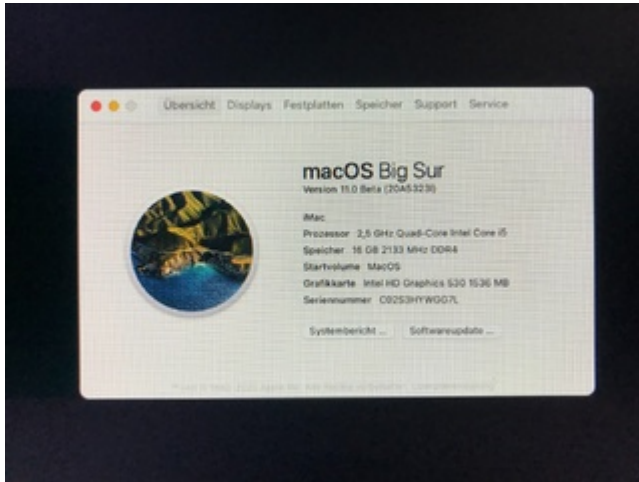 Übersicht Displays Festplatten Speicher Support Service
macOS Big Sur
Version 11.0 Beta (20A5323l)
iMac
Prozessor 2,5 GHz Quad-Core Intel Core i5
Speicher 16 GB 2133 MHz DDR4
Startvolume MacOS
Grafikkarte Intel HD Graphics 530 1536 MB
Seriennummer C02S3HYWGG7L
Systembericht ...
Softwareupdate ...